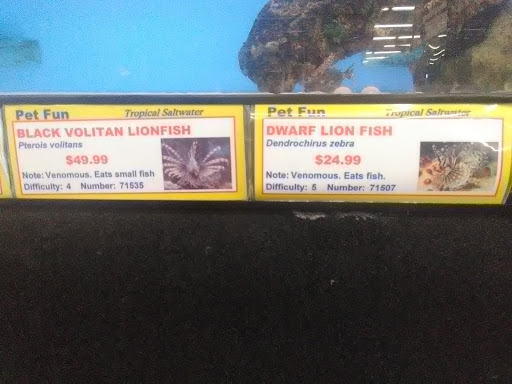 Pet Fun Tropical Saltwater
BLACK VOLITAN LIONFISH
Pterois volitans
$49.99
Note: Venomous. Eats small fish
Difficulty: 4 Number: 71535
Pet Fun Tropical Saltwater
DWARF LION FISH
Dendrochirus zebra
$24.99
Note: Venomous. Eats fish.
Difficulty: 5 Number: 71507